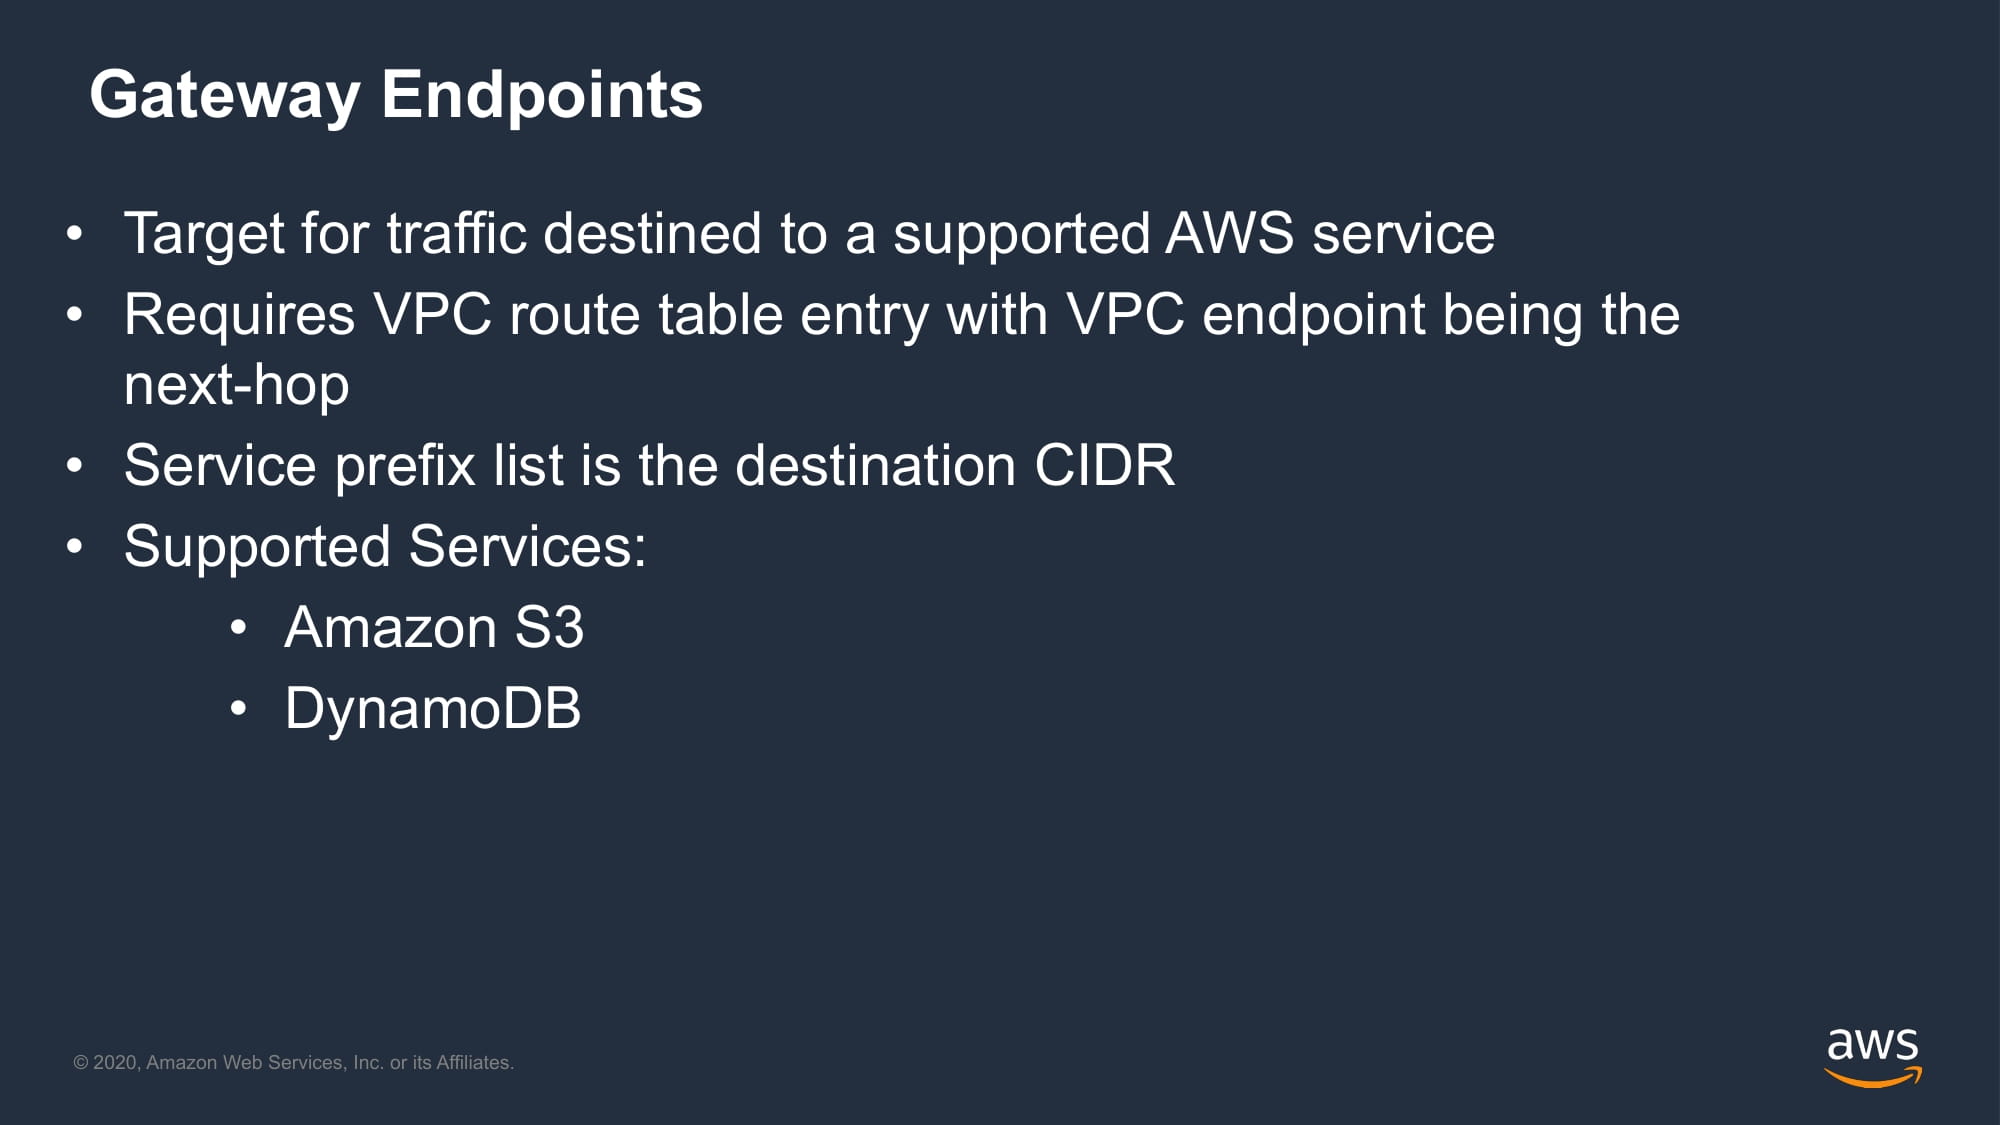 Gateway Endpoints
• Target for traffic destined to a supported AWS service
• Requires VPC route table entry with VPC endpoint being the
next-hop
• Service prefix list is the destination CIDR
• Supported Services:
• Amazon S3
• DynamoDB
© 2020, Amazon Web Services, Inc. or its Affiliates.
aws